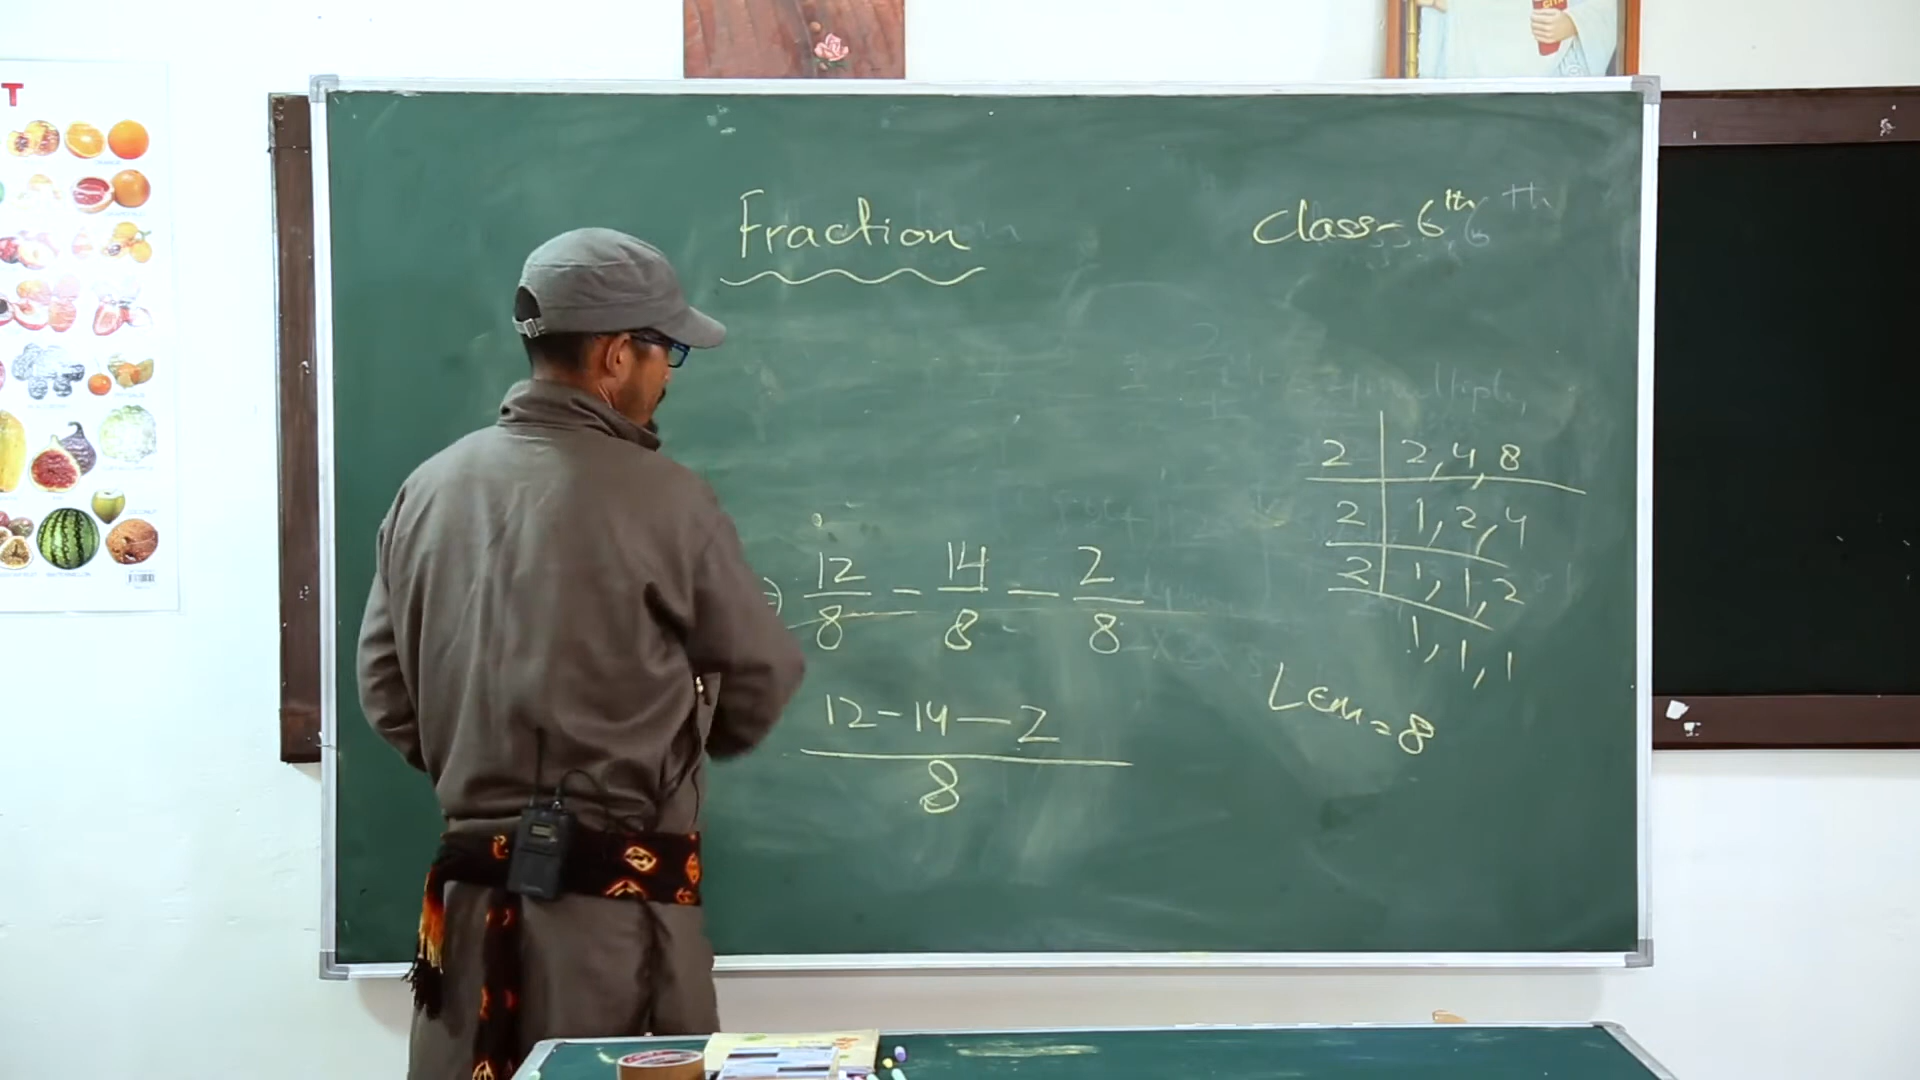 T
Fraction
Class-6th
2 | 2, 4, 8
2 | 1, 2, 4
2 | 1, 1, 2
1, 1, 1
12/8 - 14/8 - 2/8
Lcm = 8
12-14-2
8